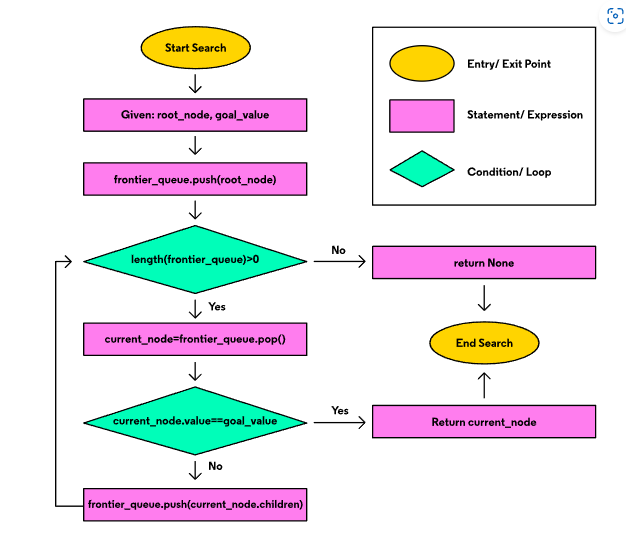 Start Search
Given: root_node, goal_value
frontier_queue.push(root_node)
length(frontier_queue)>0
No
return None
Yes
current_node=frontier_queue.pop()
End Search
current_node.value==goal_value
Yes
Return current_node
No
frontier_queue.push(current_node.children)
Entry/ Exit Point
Statement/ Expression
Condition/ Loop